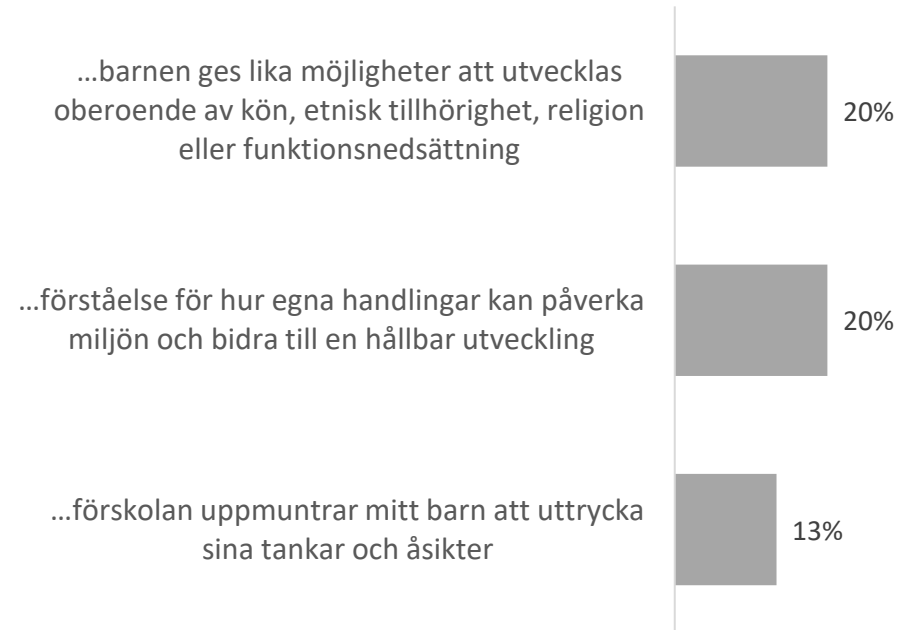 …barnen ges lika möjligheter att utvecklas
oberoende av kön, etnisk tillhörighet, religion
eller funktionsnedsättning
20%
…förståelse för hur egna handlingar kan påverka
miljön och bidra till en hållbar utveckling
20%
…förskolan uppmuntrar mitt barn att uttrycka
sina tankar och åsikter
13%